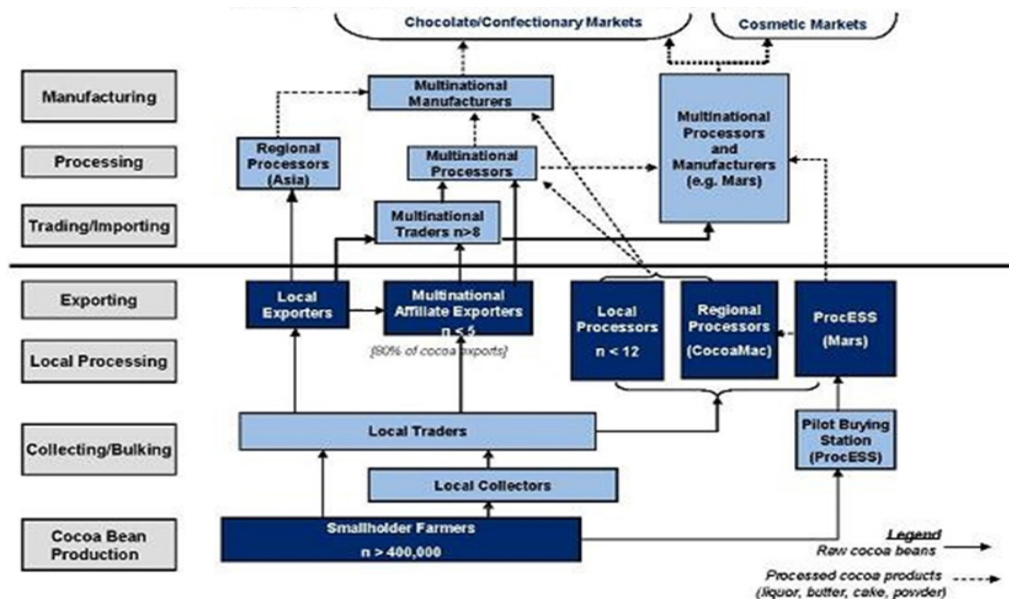 Chocolate/Confectionary Markets
Cosmetic Markets
Manufacturing
Multinational
Manufacturers
Multinational
Processors
and
Manufacturers
(e.g. Mars)
Processing
Regional
Processors
(Asia)
Multinational
Processors
Trading/Importing
Multinational
Traders n>8
Exporting
Local
Exporters
Multinational
Affiliate Exporters
n < 5
[80% of cocoa exports]
Local
Processors
n < 12
Regional
Processors
(CocoaMac)
ProcESS
(Mars)
Local Processing
Collecting/Bulking
Local Traders
Pilot Buying
Station
(ProcESS)
Local Collectors
Cocoa Bean
Production
Smallholder Farmers
n > 400,000
Legend
Raw cocoa beans
Processed cocoa products
(liquor, butter, cake, powder)